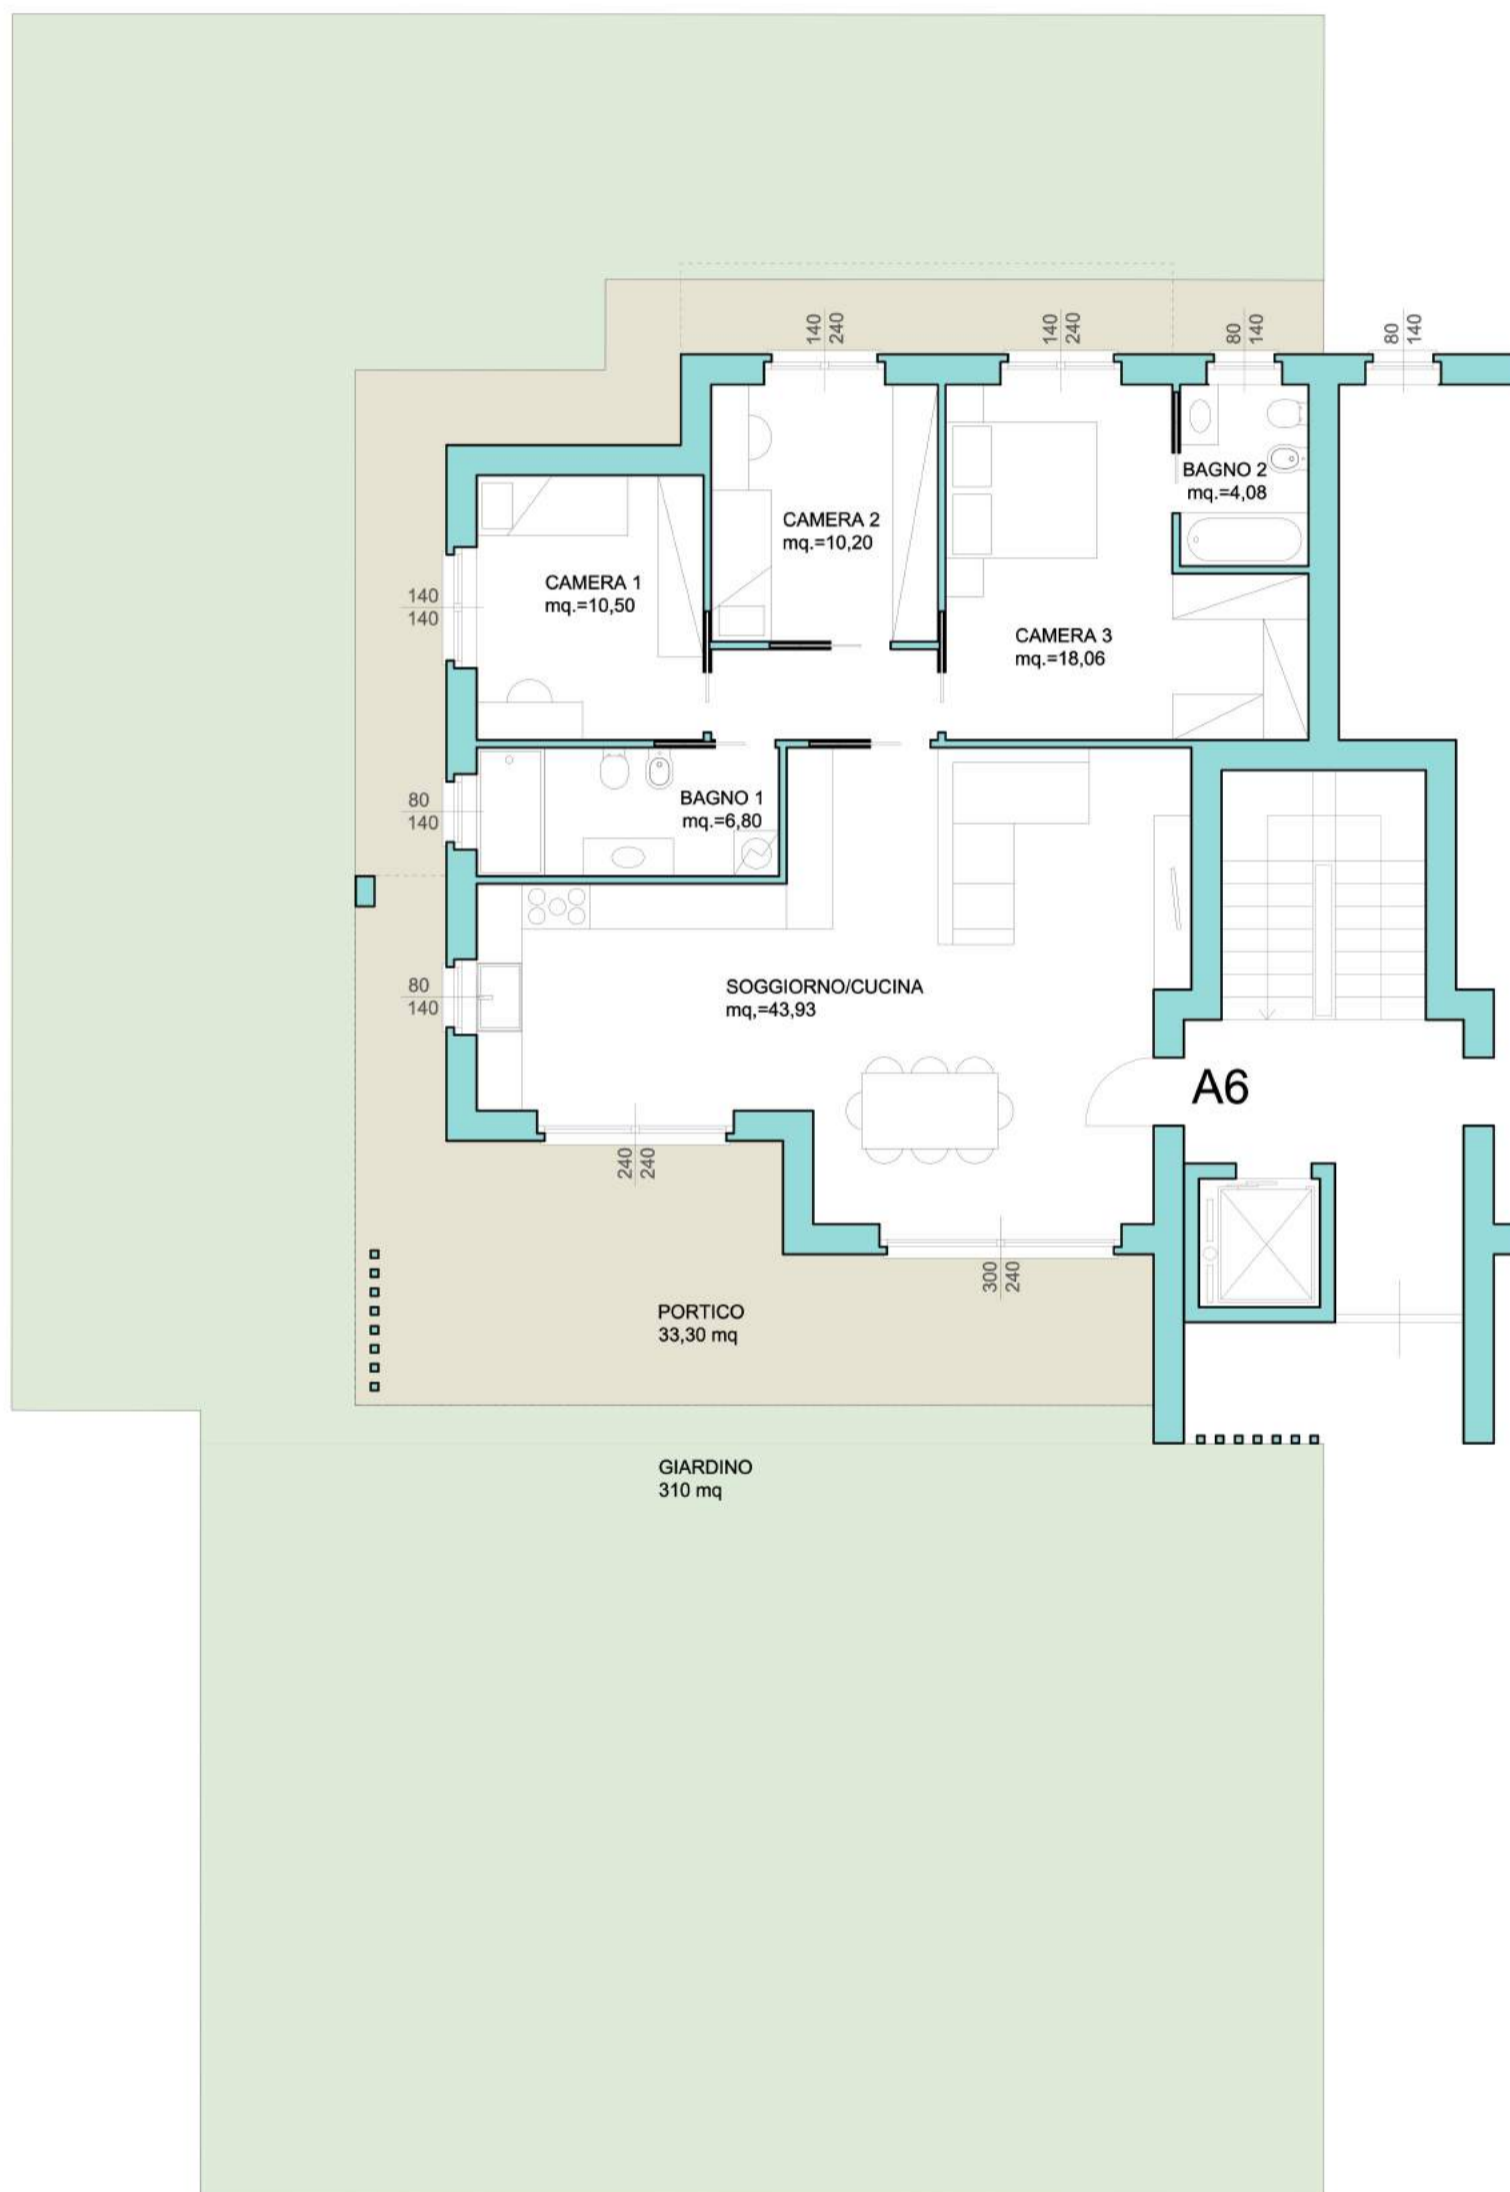 140
240
140
240
80
140
80
140
BAGNO 2
mq.=4,08
CAMERA 2
mq.=10,20
CAMERA 1
mq.=10,50
140
140
CAMERA 3
mq.=18,06
BAGNO 1
mq.=6,80
80
140
80
140
SOGGIORNO/CUCINA
mq,=43,93
A6
240
240
300
240
PORTICO
33,30 mq
GIARDINO
310 mq